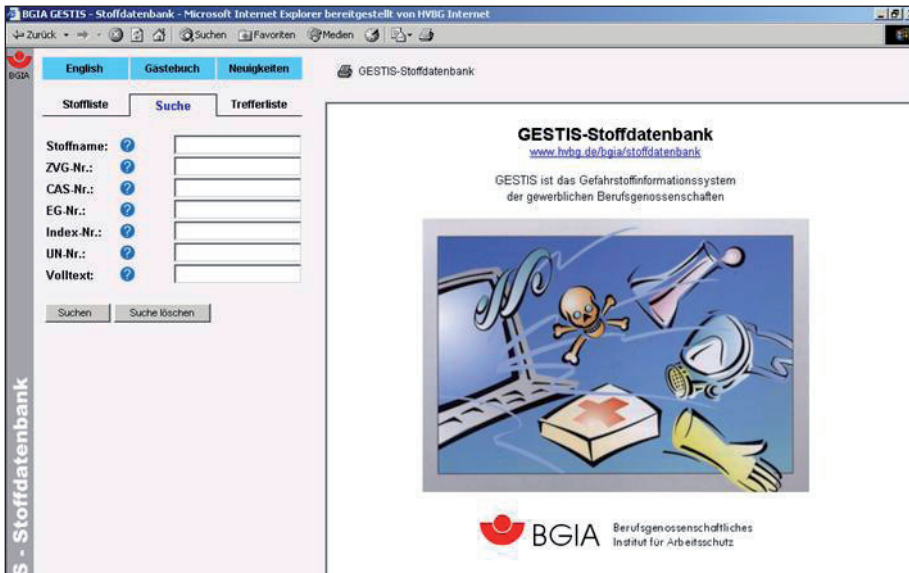 BGIA GESTIS - Stoffdatenbank - Microsoft Internet Explorer bereitgestellt von HVBG Internet
Zurück
Suchen
Favoriten
Medien
BGIA
English
Gästebuch
Neuigkeiten
GESTIS-Stoffdatenbank
Stoffliste
Suche
Trefferliste
Stoffname:
ZVG-Nr.:
CAS-Nr.:
EG-Nr.:
Index-Nr.:
UN-Nr.:
Volltext:
Suchen
Suche löschen
S - Stoffdatenbank
GESTIS-Stoffdatenbank
www.hvbg.de/bgia/stoffdatenbank
GESTIS ist das Gefahrstoffinformationssystem
der gewerblichen Berufsgenossenschaften
BGIA
Berufsgenossenschaftliches
Institut für Arbeitsschutz